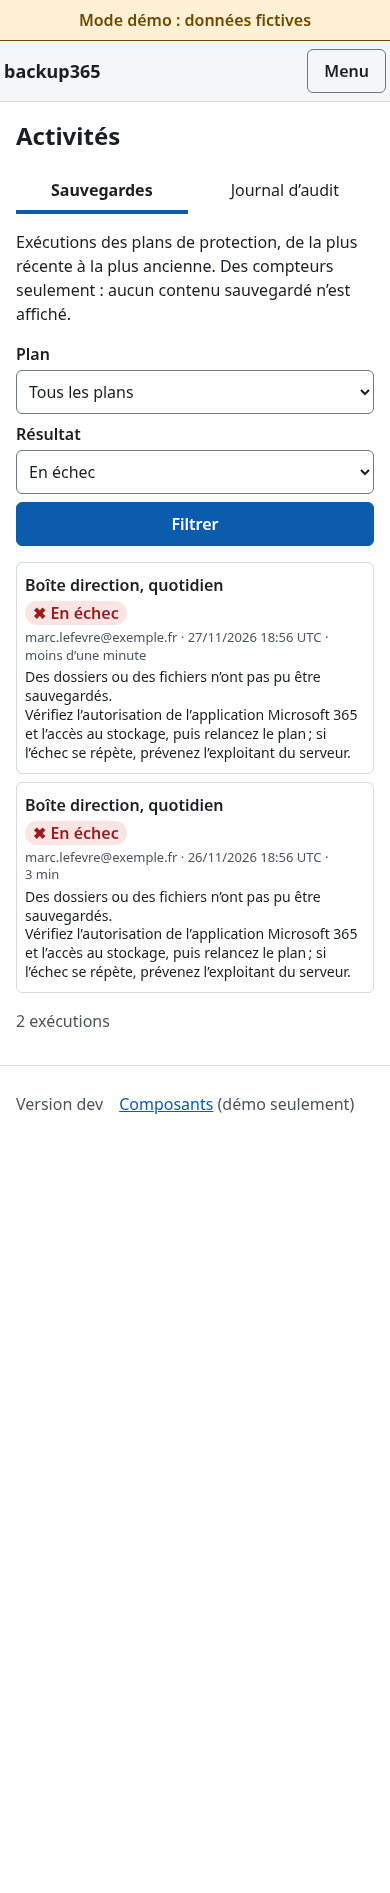 Mode démo : données fictives
backup365
Menu
Activités
Sauvegardes
Journal d’audit
Exécutions des plans de protection, de la plus
récente à la plus ancienne. Des compteurs
seulement : aucun contenu sauvegardé n’est
affiché.
Plan
Tous les plans
Résultat
En échec
Filtrer
Boîte direction, quotidien
✖ En échec
marc.lefevre@exemple.fr · 27/11/2026 18:56 UTC ·
moins d’une minute
Des dossiers ou des fichiers n’ont pas pu être
sauvegardés.
Vérifiez l’autorisation de l’application Microsoft 365
et l’accès au stockage, puis relancez le plan ; si
l’échec se répète, prévenez l’exploitant du serveur.
Boîte direction, quotidien
✖ En échec
marc.lefevre@exemple.fr · 26/11/2026 18:56 UTC ·
3 min
Des dossiers ou des fichiers n’ont pas pu être
sauvegardés.
Vérifiez l’autorisation de l’application Microsoft 365
et l’accès au stockage, puis relancez le plan ; si
l’échec se répète, prévenez l’exploitant du serveur.
2 exécutions
Version dev Composants (démo seulement)